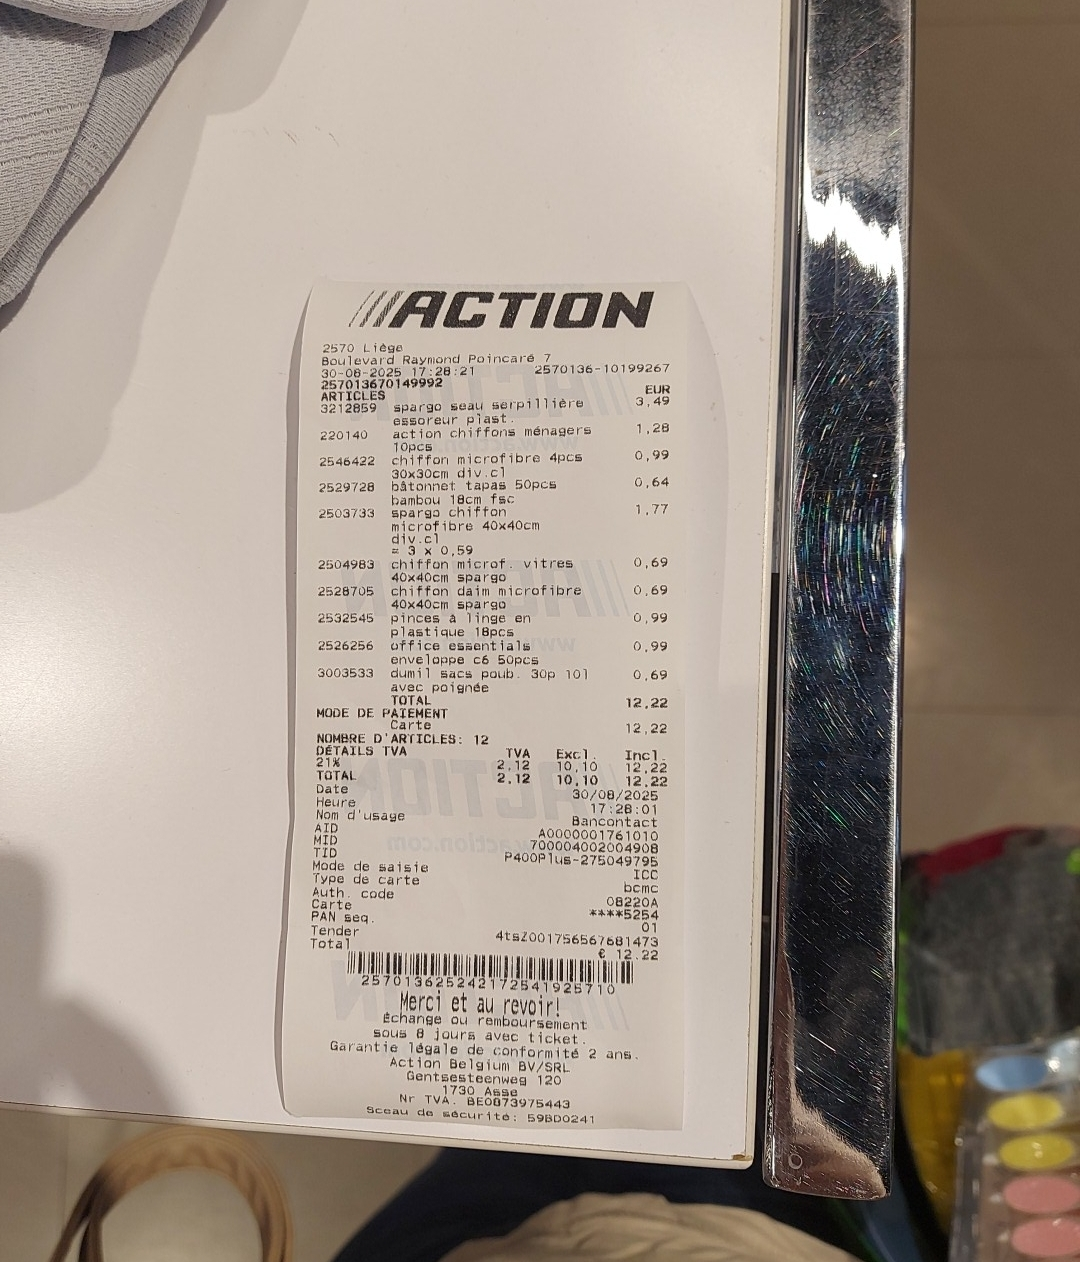 ACTION
2570 Liège
Boulevard Raymond Poincaré 7
30-08-2025 17:28:21 2570136-10199267
257013670149992
ARTICLES EUR
3212859 spargo seau serpillière 3,49
essoreur plast.
220140 action chiffons ménagers 1,28
10pcs
2546422 chiffon microfibre 4pcs 0,99
30x30cm div.cl
2529728 bâtonnet tapas 50pcs 0,64
bambou 18cm fsc
2503733 spargo chiffon 1,77
microfibre 40x40cm
div.cl
= 3 x 0,59
2504983 chiffon microf. vitres 0,69
40x40cm spargo
2528705 chiffon daim microfibre 0,69
40x40cm spargo
2532545 pinces à linge en 0,99
plastique 18pcs
2526256 office essentials 0,99
enveloppe c6 50pcs
3003533 dumil sacs poub. 30p 10l 0,69
avec poignée
TOTAL 12,22
MODE DE PAIEMENT
Carte 12,22
NOMBRE D'ARTICLES: 12
DÉTAILS TVA TVA Excl. Incl.
21% 2,12 10,10 12,22
TOTAL 2,12 10,10 12,22
Date 30/08/2025
Heure 17:28:01
Nom d'usage Bancontact
AID A0000001761010
MID 700004002004908
TID P400Plus-275049795
Mode de saisie ICC
Type de carte bcmc
Auth. code 08220A
Carte ****5254
PAN seq. 01
Tender 4tsZ001756567681473
Total € 12.22
257013625242172541925710
Merci et au revoir!
Échange ou remboursement
sous 8 jours avec ticket.
Garantie légale de conformité 2 ans.
Action Belgium BV/SRL
Gentsesteenweg 120
1730 Asse
Nr TVA. BE0873975443
Sceau de sécurité: 59BD0241